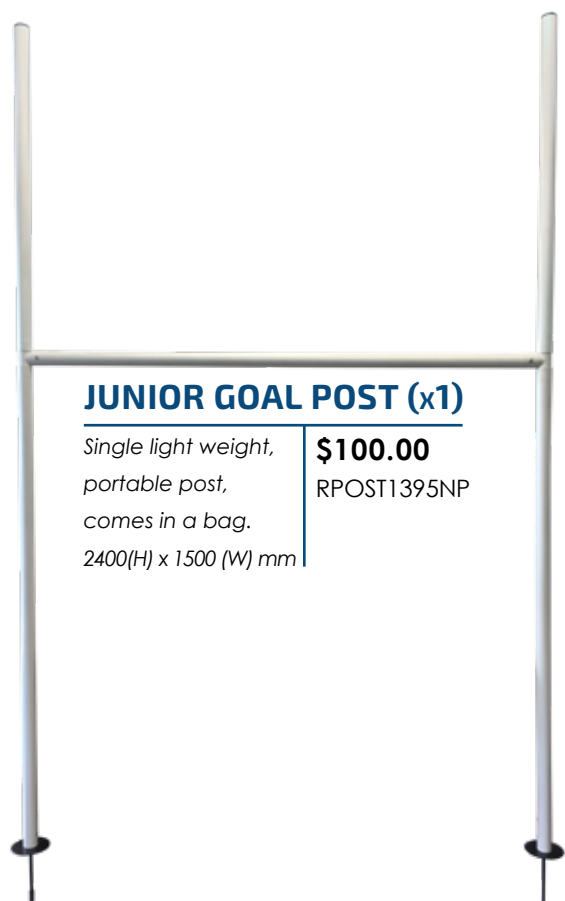 JUNIOR GOAL POST (x1)
Single light weight,
portable post,
comes in a bag.
2400(H) x 1500 (W) mm
$100.00
RPOST1395NP